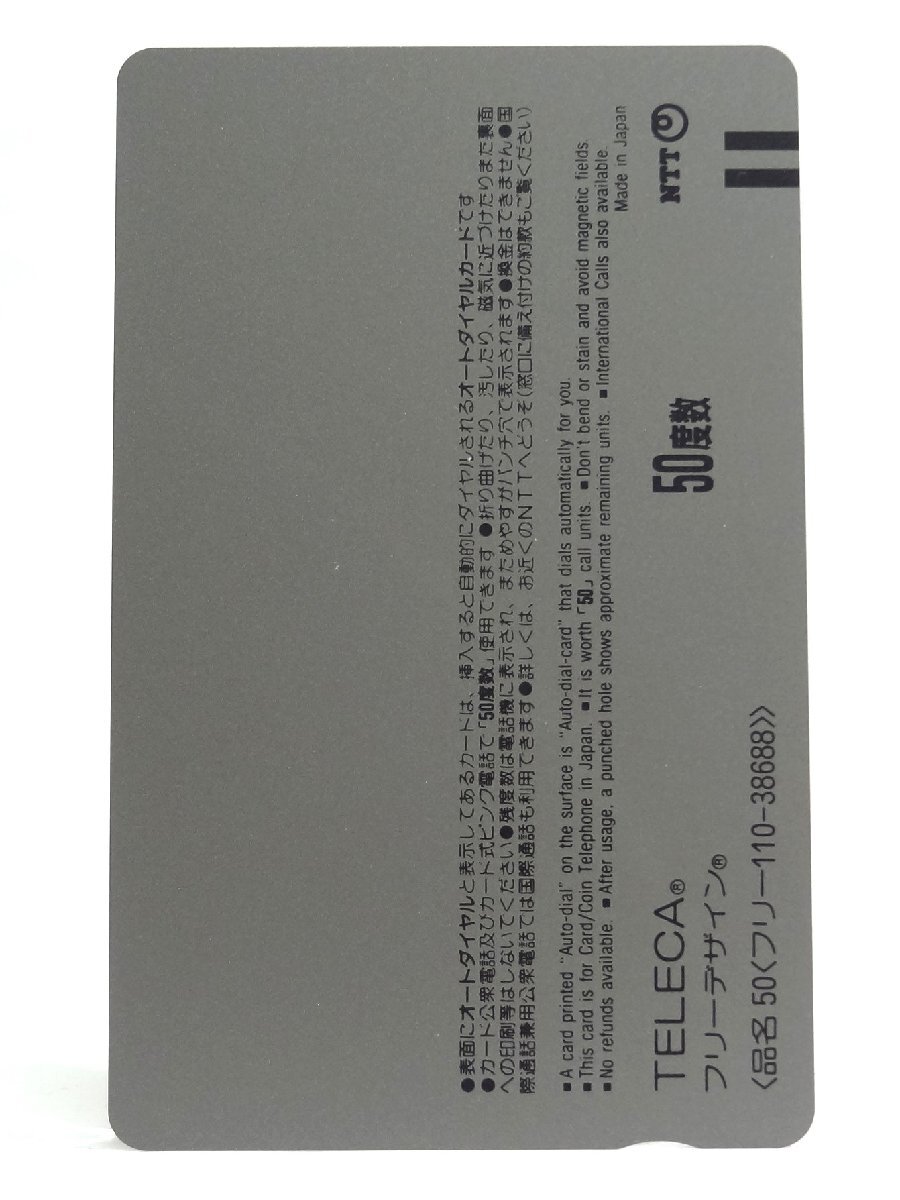 ●表面にオートダイヤルと表示してあるカードは、挿入すると自動的にダイヤルされるオートダイヤルカードです
●カード公衆電話及びカード式ピンク電話で「50度数」使用できます ●折り曲げたり、汚したり、磁気に近づけたりまた裏面
への印刷等はしないでください●残度数は電話機に表示され、まためやすがパンチ穴で表示されます●換金はできません●国
際通話兼用公衆電話では国際通話も利用できます●詳しくは、お近くのNTTへどうぞ(窓口に備え付けの約款もご覧ください)
■A card printed "Auto-dial" on the surface is "Auto-dial-card" that dials automatically for you.
■This card is for Card/Coin Telephone in Japan. ■It is worth「50」call units. ■Don't bend or stain and avoid magnetic fields.
■No refunds available. ■After usage, a punched hole shows approximate remaining units. ■International Calls also available.
Made in Japan
TELECA®
フリーデザイン®
50度数
NTT
〈品名 50〈フリー110-38688〉〉